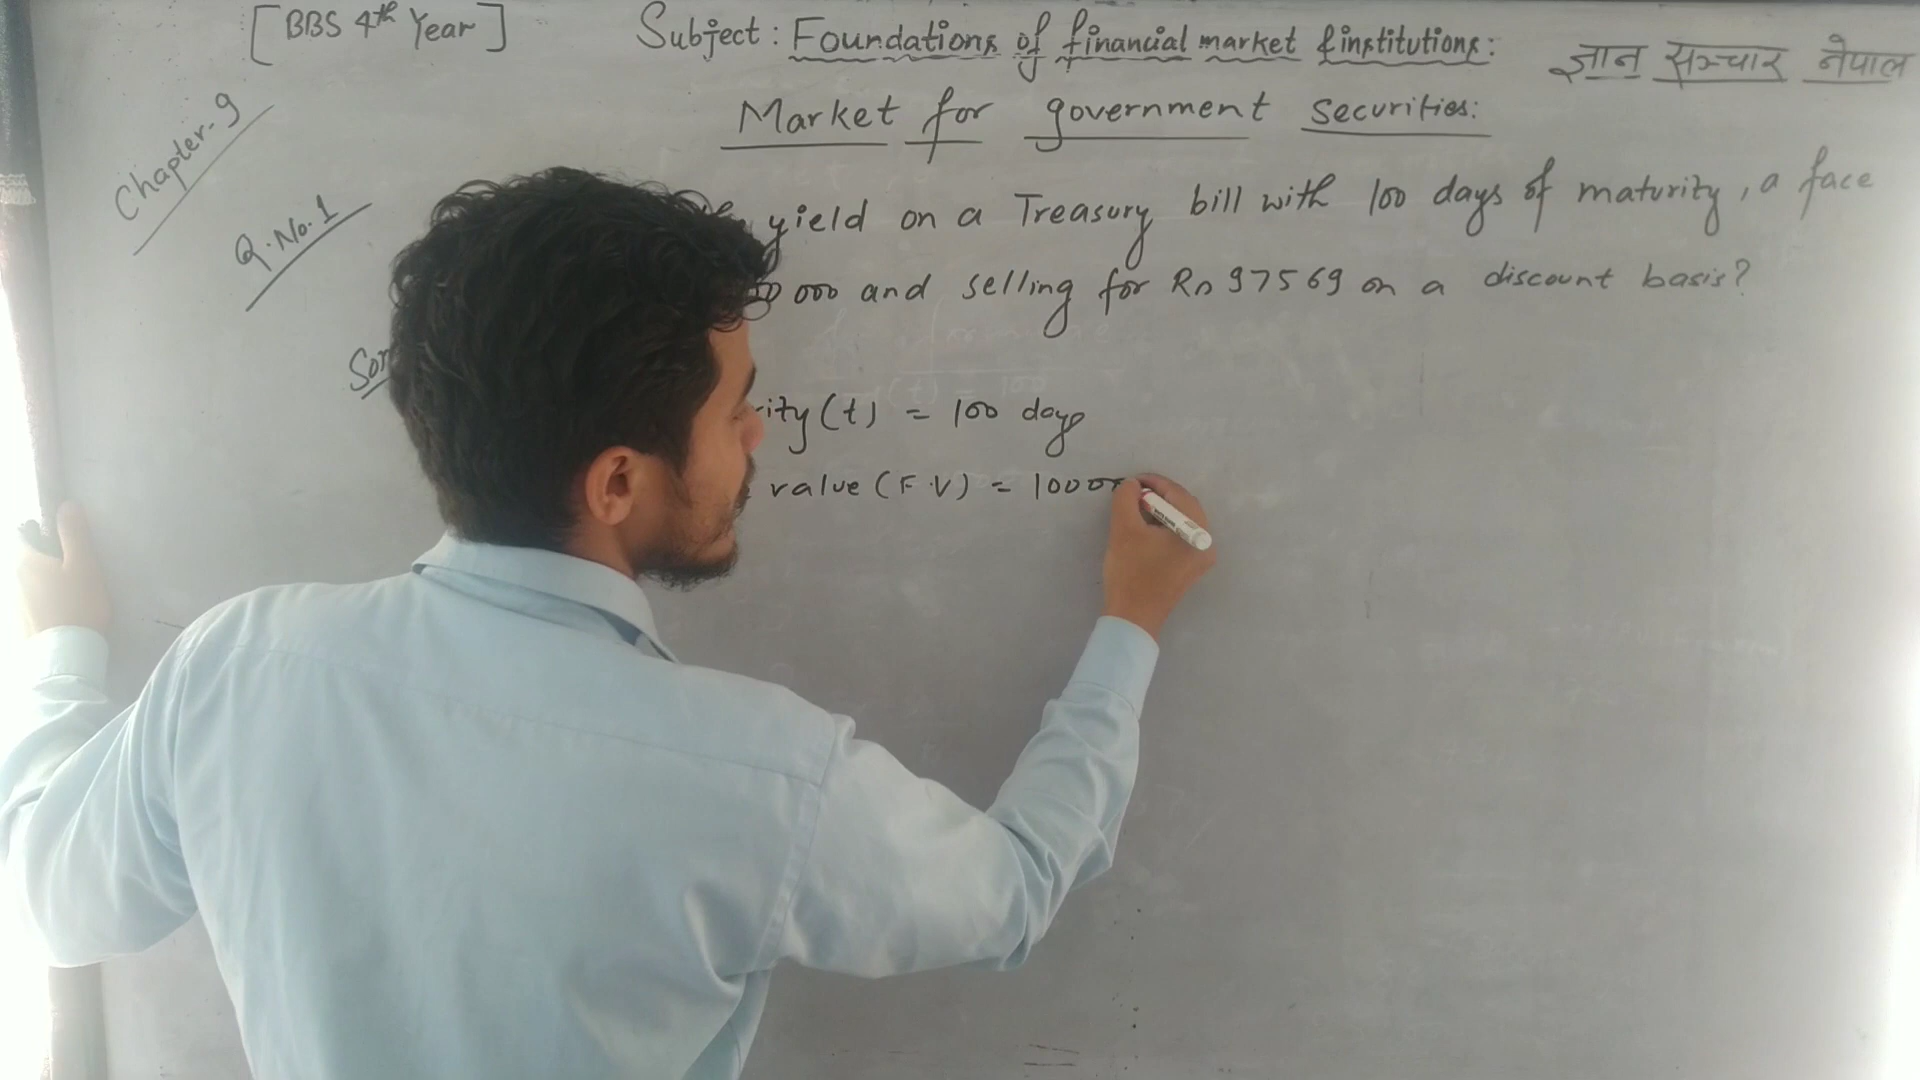 [BBS 4th Year]
Subject: Foundations of financial market & institutions:
ज्ञान सञ्चार नेपाल
Chapter-9
Market for government securities:
Q.No.1
yield on a Treasury bill with 100 days of maturity, a face
000 and selling for Rs 97569 on a discount basis?
rity (t) = 100 days
value (F.V) = 10000